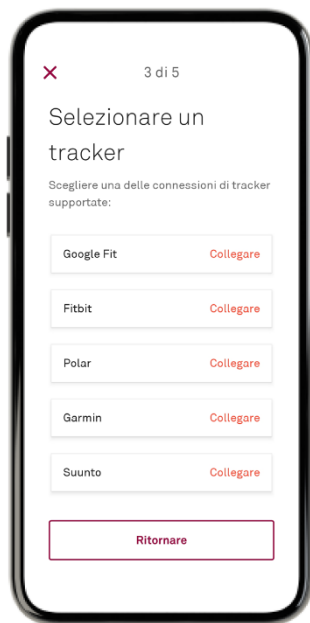 3 di 5
Selezionare un
tracker
Scegliere una delle connessioni di tracker
supportate:
Google Fit Collegare
Fitbit Collegare
Polar Collegare
Garmin Collegare
Suunto Collegare
Ritornare